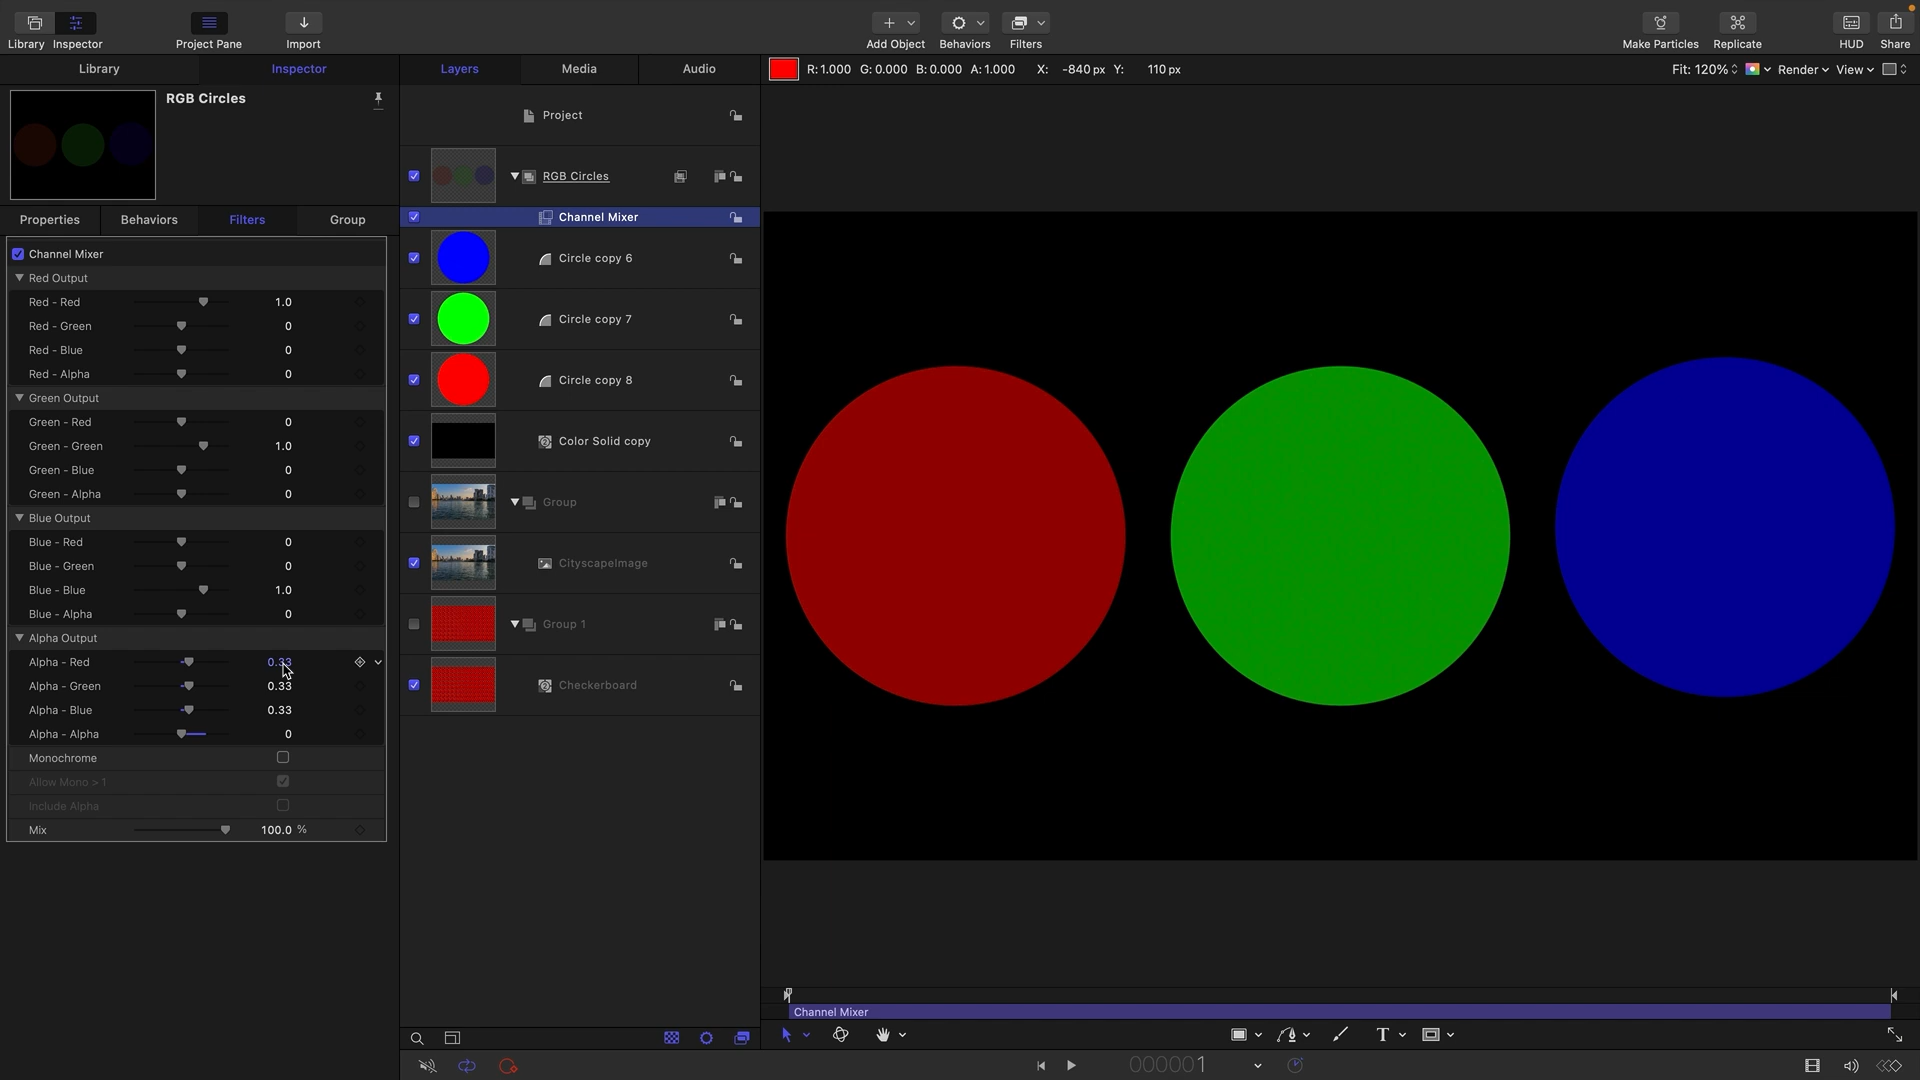 Library Inspector Project Pane Import Add Object Behaviors Filters Make Particles Replicate HUD Share
Library Inspector Layers Media Audio R:1.000 G:0.000 B:0.000 A:1.000 X: -840 px Y: 110 px Fit: 120% Render View
RGB Circles
Project
RGB Circles
Properties Behaviors Filters Group
Channel Mixer
Channel Mixer
Red Output
Circle copy 6
Red - Red 1.0
Red - Green 0
Circle copy 7
Red - Blue 0
Red - Alpha 0
Circle copy 8
Green Output
Green - Red 0
Green - Green 1.0
Color Solid copy
Green - Blue 0
Green - Alpha 0
Group
Blue Output
Blue - Red 0
Blue - Green 0
CityscapeImage
Blue - Blue 1.0
Blue - Alpha 0
Group 1
Alpha Output
Alpha - Red 0.33
Alpha - Green 0.33
Checkerboard
Alpha - Blue 0.33
Alpha - Alpha 0
Monochrome
Allow Mono > 1
Include Alpha
Mix 100.0 %
Channel Mixer
T
000001